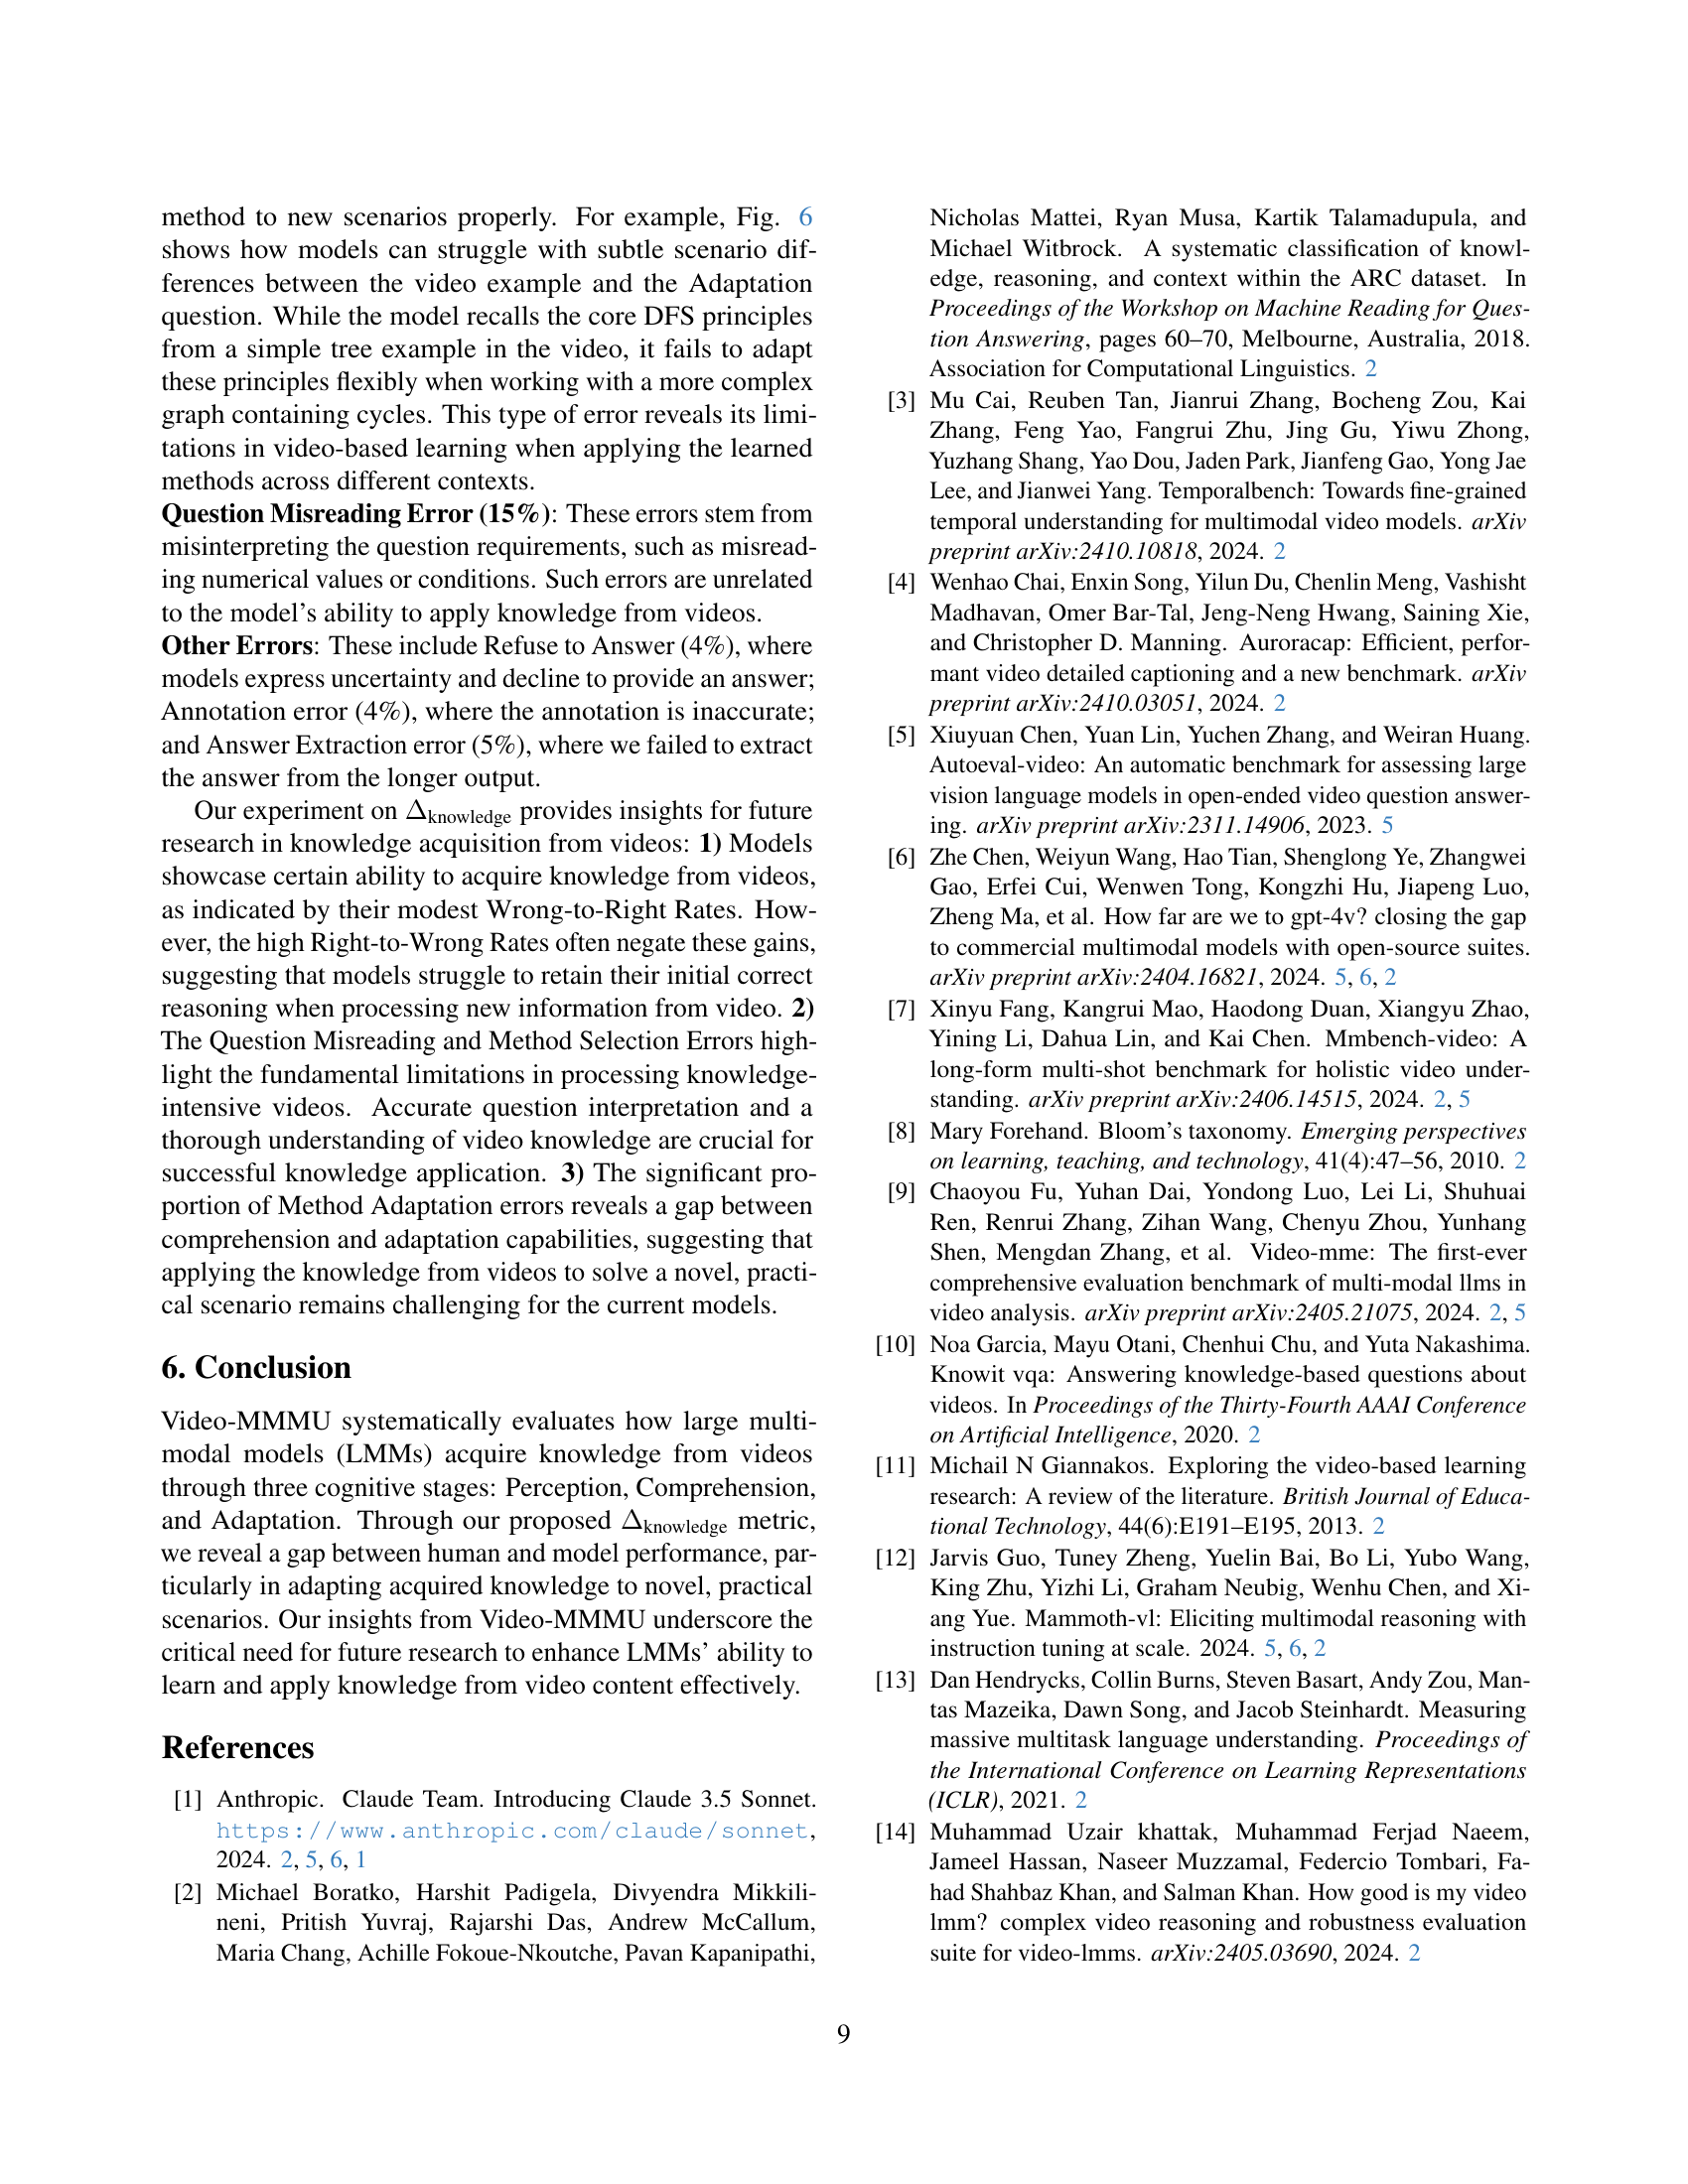 method to new scenarios properly. For example, Fig. 6
shows how models can struggle with subtle scenario dif-
ferences between the video example and the Adaptation
question. While the model recalls the core DFS principles
from a simple tree example in the video, it fails to adapt
these principles flexibly when working with a more complex
graph containing cycles. This type of error reveals its limi-
tations in video-based learning when applying the learned
methods across different contexts.
Question Misreading Error (15%): These errors stem from
misinterpreting the question requirements, such as misread-
ing numerical values or conditions. Such errors are unrelated
to the model's ability to apply knowledge from videos.
Other Errors: These include Refuse to Answer (4%), where
models express uncertainty and decline to provide an answer;
Annotation error (4%), where the annotation is inaccurate;
and Answer Extraction error (5%), where we failed to extract
the answer from the longer output.
Our experiment on Δknowledge provides insights for future
research in knowledge acquisition from videos: 1) Models
showcase certain ability to acquire knowledge from videos,
as indicated by their modest Wrong-to-Right Rates. How-
ever, the high Right-to-Wrong Rates often negate these gains,
suggesting that models struggle to retain their initial correct
reasoning when processing new information from video. 2)
The Question Misreading and Method Selection Errors high-
light the fundamental limitations in processing knowledge-
intensive videos. Accurate question interpretation and a
thorough understanding of video knowledge are crucial for
successful knowledge application. 3) The significant pro-
portion of Method Adaptation errors reveals a gap between
comprehension and adaptation capabilities, suggesting that
applying the knowledge from videos to solve a novel, practi-
cal scenario remains challenging for the current models.
6. Conclusion
Video-MMMU systematically evaluates how large multi-
modal models (LMMs) acquire knowledge from videos
through three cognitive stages: Perception, Comprehension,
and Adaptation. Through our proposed Δknowledge metric,
we reveal a gap between human and model performance, par-
ticularly in adapting acquired knowledge to novel, practical
scenarios. Our insights from Video-MMMU underscore the
critical need for future research to enhance LMMs' ability to
learn and apply knowledge from video content effectively.
References
[1] Anthropic. Claude Team. Introducing Claude 3.5 Sonnet.
https://www.anthropic.com/claude/sonnet,
2024. 2, 5, 6, 1
[2] Michael Boratko, Harshit Padigela, Divyendra Mikkili-
neni, Pritish Yuvraj, Rajarshi Das, Andrew McCallum,
Maria Chang, Achille Fokoue-Nkoutche, Pavan Kapanipathi,
Nicholas Mattei, Ryan Musa, Kartik Talamadupula, and
Michael Witbrock. A systematic classification of knowl-
edge, reasoning, and context within the ARC dataset. In
Proceedings of the Workshop on Machine Reading for Ques-
tion Answering, pages 60–70, Melbourne, Australia, 2018.
Association for Computational Linguistics. 2
[3] Mu Cai, Reuben Tan, Jianrui Zhang, Bocheng Zou, Kai
Zhang, Feng Yao, Fangrui Zhu, Jing Gu, Yiwu Zhong,
Yuzhang Shang, Yao Dou, Jaden Park, Jianfeng Gao, Yong Jae
Lee, and Jianwei Yang. Temporalbench: Towards fine-grained
temporal understanding for multimodal video models. arXiv
preprint arXiv:2410.10818, 2024. 2
[4] Wenhao Chai, Enxin Song, Yilun Du, Chenlin Meng, Vashisht
Madhavan, Omer Bar-Tal, Jeng-Neng Hwang, Saining Xie,
and Christopher D. Manning. Auroracap: Efficient, perfor-
mant video detailed captioning and a new benchmark. arXiv
preprint arXiv:2410.03051, 2024. 2
[5] Xiuyuan Chen, Yuan Lin, Yuchen Zhang, and Weiran Huang.
Autoeval-video: An automatic benchmark for assessing large
vision language models in open-ended video question answer-
ing. arXiv preprint arXiv:2311.14906, 2023. 5
[6] Zhe Chen, Weiyun Wang, Hao Tian, Shenglong Ye, Zhangwei
Gao, Erfei Cui, Wenwen Tong, Kongzhi Hu, Jiapeng Luo,
Zheng Ma, et al. How far are we to gpt-4v? closing the gap
to commercial multimodal models with open-source suites.
arXiv preprint arXiv:2404.16821, 2024. 5, 6, 2
[7] Xinyu Fang, Kangrui Mao, Haodong Duan, Xiangyu Zhao,
Yining Li, Dahua Lin, and Kai Chen. Mmbench-video: A
long-form multi-shot benchmark for holistic video under-
standing. arXiv preprint arXiv:2406.14515, 2024. 2, 5
[8] Mary Forehand. Bloom's taxonomy. Emerging perspectives
on learning, teaching, and technology, 41(4):47–56, 2010. 2
[9] Chaoyou Fu, Yuhan Dai, Yondong Luo, Lei Li, Shuhuai
Ren, Renrui Zhang, Zihan Wang, Chenyu Zhou, Yunhang
Shen, Mengdan Zhang, et al. Video-mme: The first-ever
comprehensive evaluation benchmark of multi-modal llms in
video analysis. arXiv preprint arXiv:2405.21075, 2024. 2, 5
[10] Noa Garcia, Mayu Otani, Chenhui Chu, and Yuta Nakashima.
Knowit vqa: Answering knowledge-based questions about
videos. In Proceedings of the Thirty-Fourth AAAI Conference
on Artificial Intelligence, 2020. 2
[11] Michail N Giannakos. Exploring the video-based learning
research: A review of the literature. British Journal of Educa-
tional Technology, 44(6):E191–E195, 2013. 2
[12] Jarvis Guo, Tuney Zheng, Yuelin Bai, Bo Li, Yubo Wang,
King Zhu, Yizhi Li, Graham Neubig, Wenhu Chen, and Xi-
ang Yue. Mammoth-vl: Eliciting multimodal reasoning with
instruction tuning at scale. 2024. 5, 6, 2
[13] Dan Hendrycks, Collin Burns, Steven Basart, Andy Zou, Man-
tas Mazeika, Dawn Song, and Jacob Steinhardt. Measuring
massive multitask language understanding. Proceedings of
the International Conference on Learning Representations
(ICLR), 2021. 2
[14] Muhammad Uzair khattak, Muhammad Ferjad Naeem,
Jameel Hassan, Naseer Muzzamal, Federcio Tombari, Fa-
had Shahbaz Khan, and Salman Khan. How good is my video
lmm? complex video reasoning and robustness evaluation
suite for video-lmms. arXiv:2405.03690, 2024. 2
9